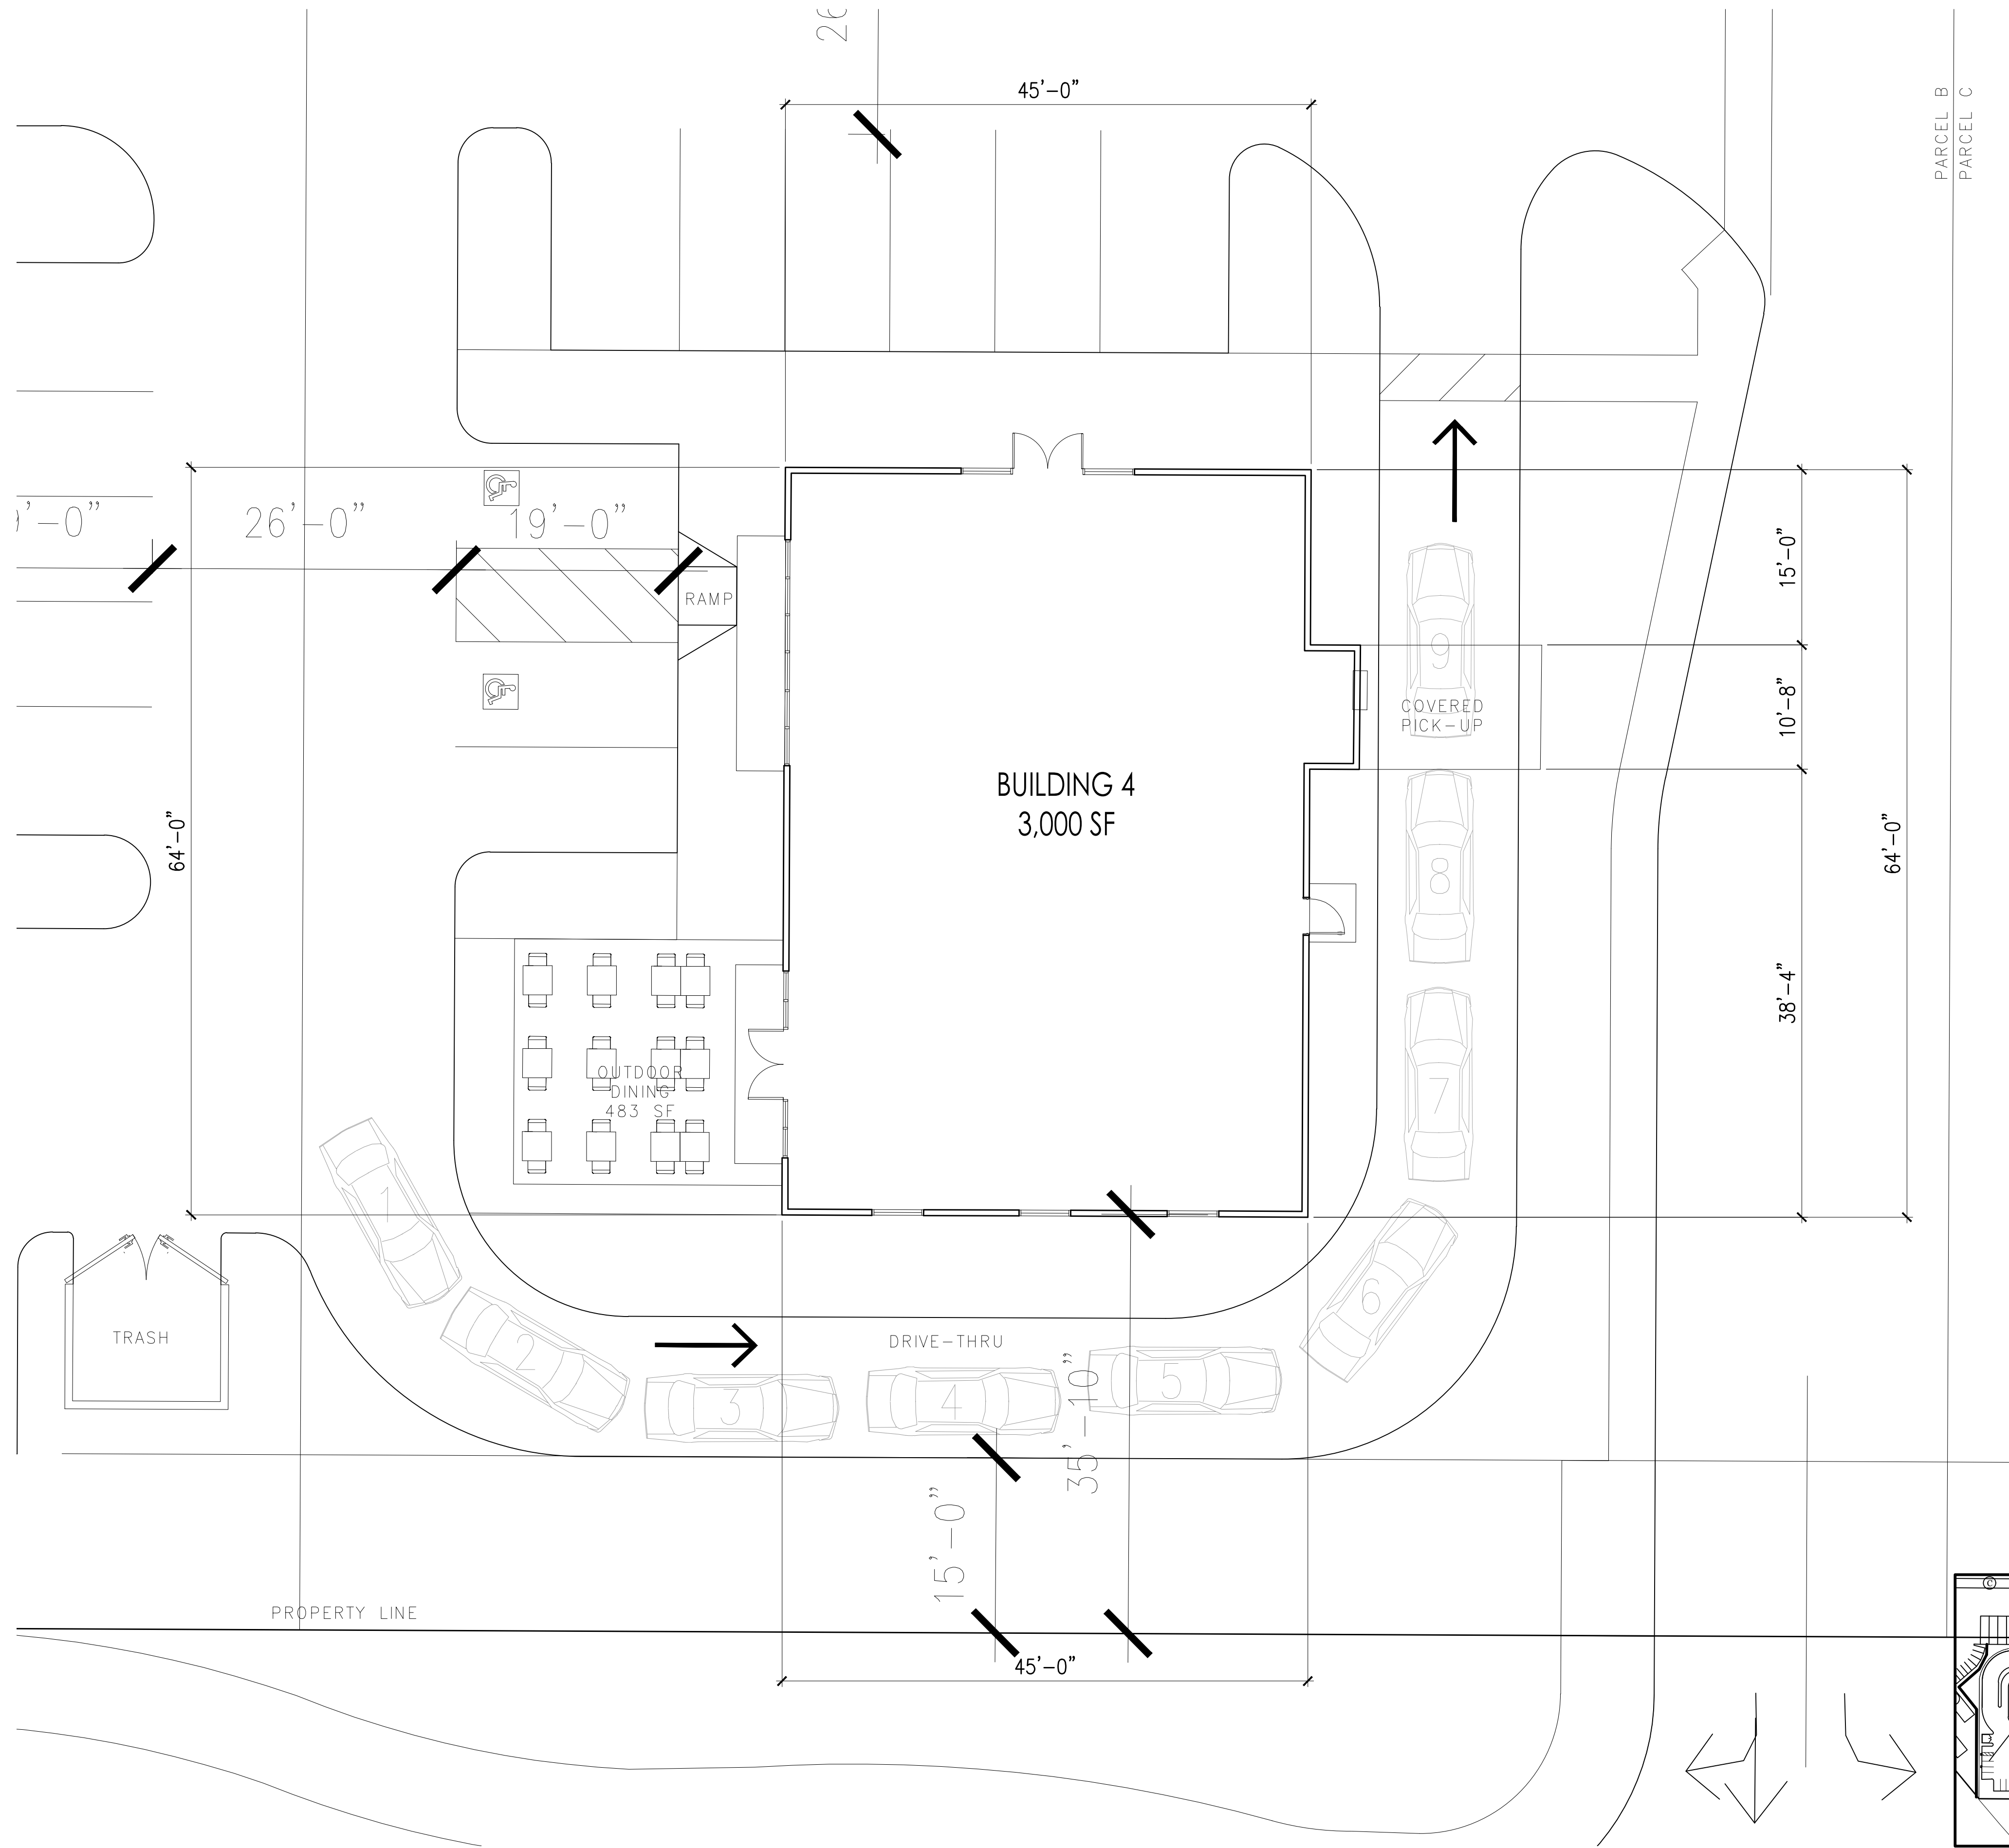 26
45'-0"
PARCEL B
PARCEL C
'-0"
26'-0"
19'-0"
RAMP
15'-0"
9
COVERED
PICK-UP
10'-8"
BUILDING 4
3,000 SF
64'-0"
64'-0"
8
38'-4"
OUTDOOR
DINING
483 SF
7
1
6
2
TRASH
DRIVE-THRU
3
4
5
35'-10"
15'-0"
PROPERTY LINE
C
45'-0"